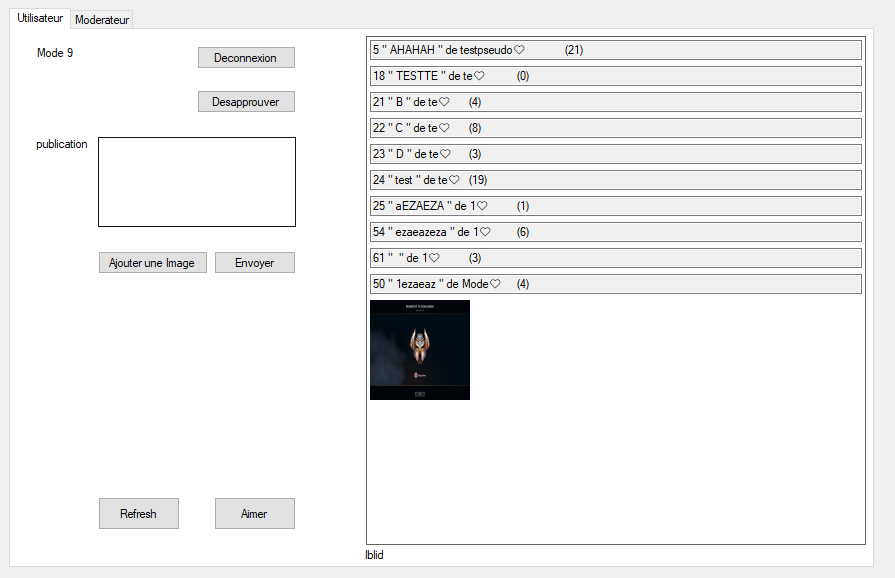 Utilisateur
Moderateur
Mode 9
Deconnexion
Desapprouver
publication
Ajouter une Image
Envoyer
Refresh
Aimer
5 " AHAHAH " de testpseudo♡ (21)
18 " TESTTE " de te♡ (0)
21 " B " de te♡ (4)
22 " C " de te♡ (8)
23 " D " de te♡ (3)
24 " test " de te♡ (19)
25 " aEZAEZA " de 1♡ (1)
54 " ezaeazeza " de 1♡ (6)
61 "  " de 1♡ (3)
50 " 1ezaeaz " de Mode♡ (4)
lblid